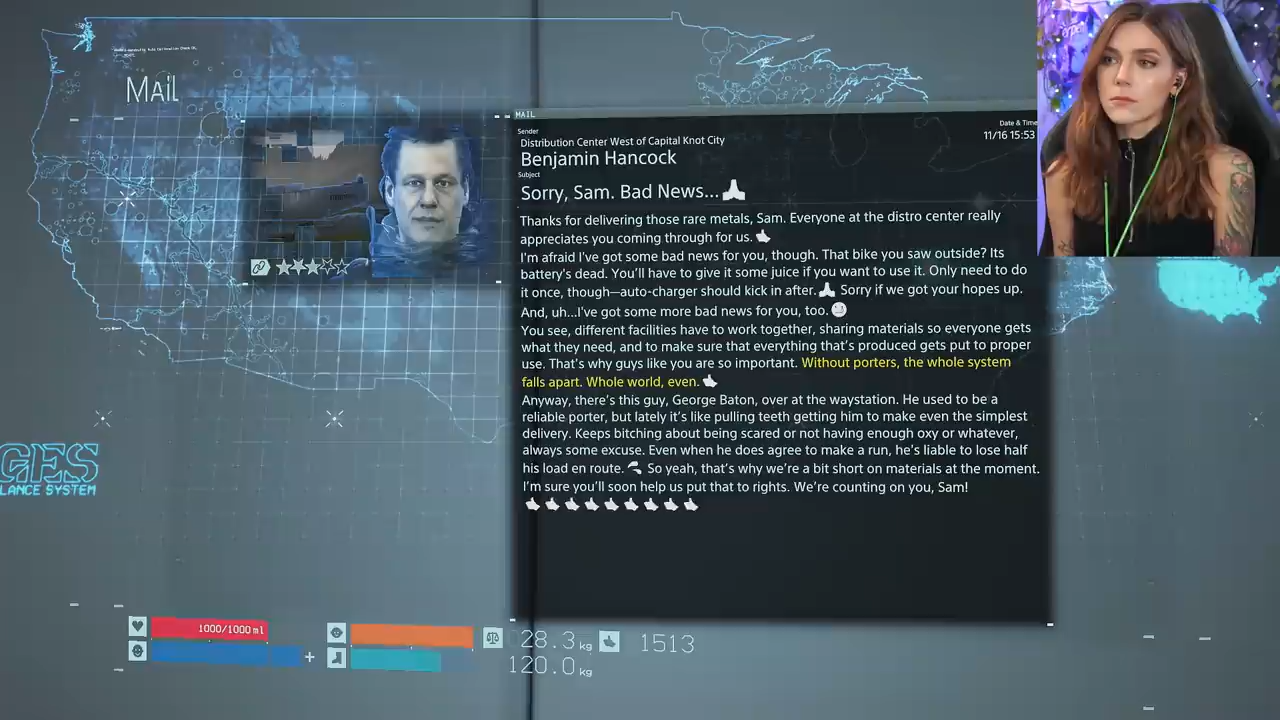 Mail
MAIL
Sender
Distribution Center West of Capital Knot City
Benjamin Hancock
Date & Time
11/16 15:53
Subject
Sorry, Sam. Bad News...
Thanks for delivering those rare metals, Sam. Everyone at the distro center really
appreciates you coming through for us.
I'm afraid I've got some bad news for you, though. That bike you saw outside? Its
battery's dead. You'll have to give it some juice if you want to use it. Only need to do
it once, though—auto-charger should kick in after. Sorry if we got your hopes up.
And, uh...I've got some more bad news for you, too.
You see, different facilities have to work together, sharing materials so everyone gets
what they need, and to make sure that everything that's produced gets put to proper
use. That's why guys like you are so important. Without porters, the whole system
falls apart. Whole world, even.
Anyway, there's this guy, George Baton, over at the waystation. He used to be a
reliable porter, but lately it's like pulling teeth getting him to make even the simplest
delivery. Keeps bitching about being scared or not having enough oxy or whatever,
always some excuse. Even when he does agree to make a run, he's liable to lose half
his load en route. So yeah, that's why we're a bit short on materials at the moment.
I'm sure you'll soon help us put that to rights. We're counting on you, Sam!
GES
LANCE SYSTEM
1000/1000 ml
+
28.3 kg
1513
120.0 kg